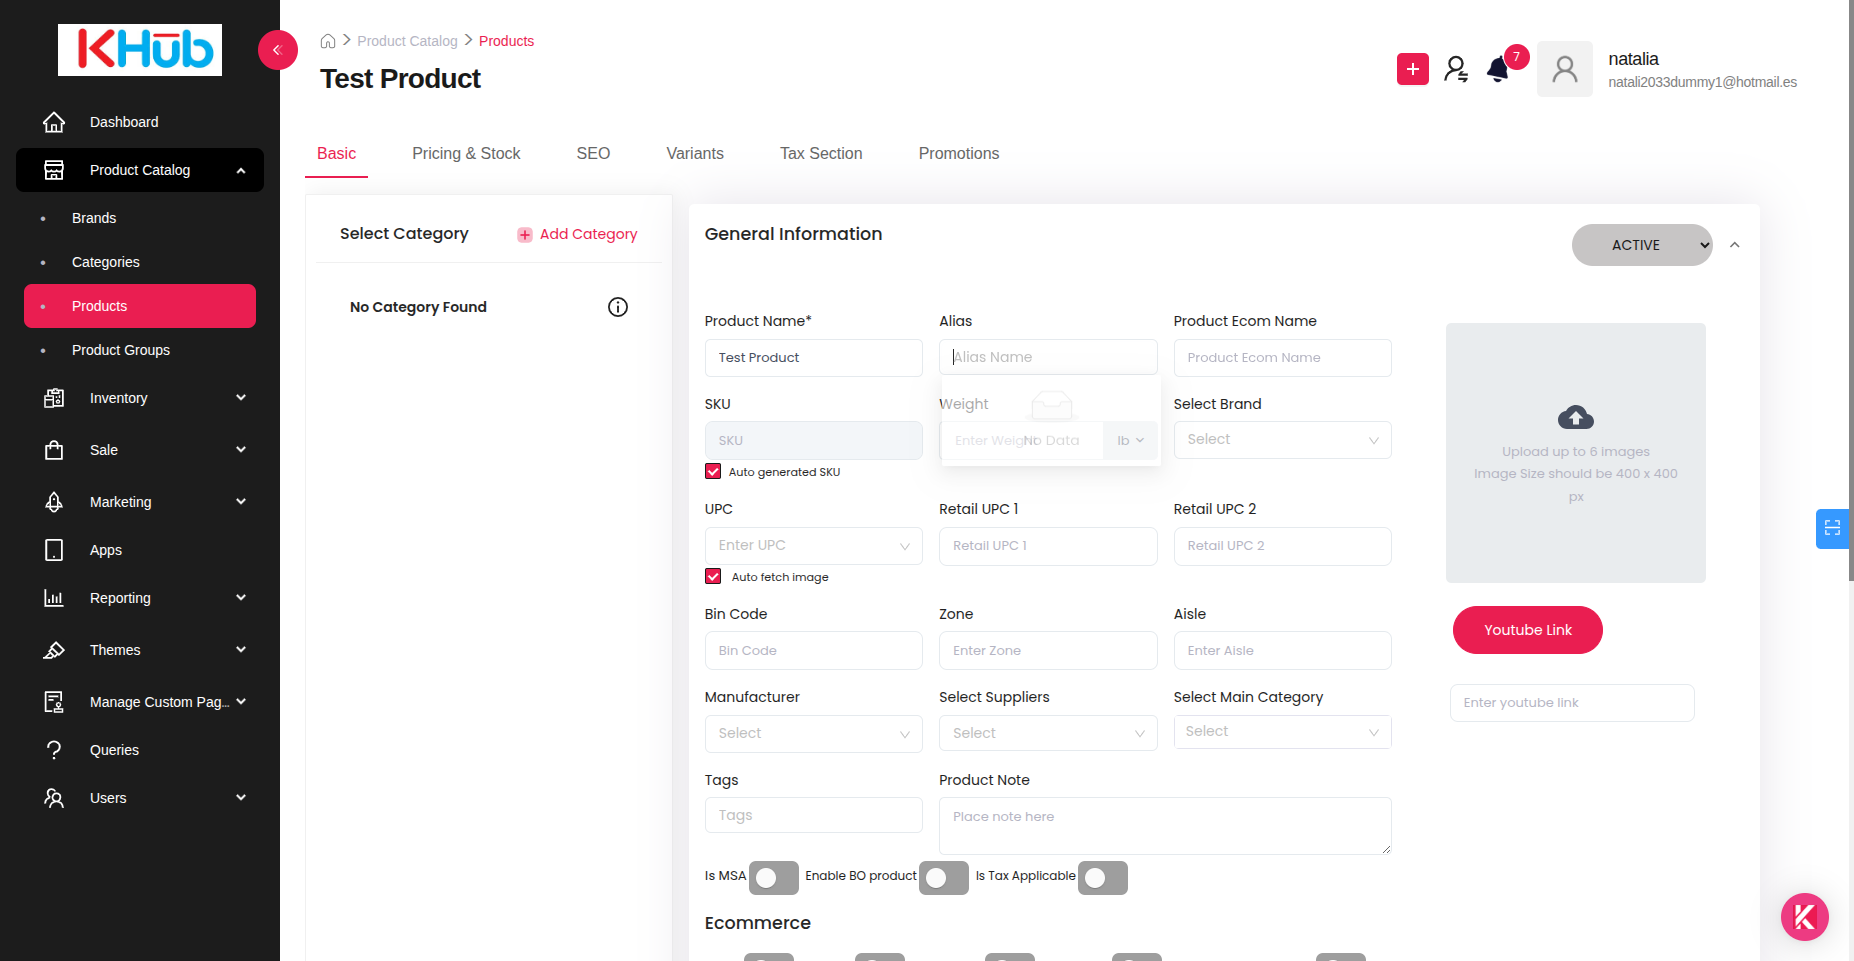 KHub
Dashboard
Product Catalog
Brands
Categories
Products
Product Groups
Inventory
Sale
Marketing
Apps
Reporting
Themes
Manage Custom Pag...
Queries
Users
Product Catalog > Products
Test Product
7
natalia
natali2033dummy1@hotmail.es
Basic
Pricing & Stock
SEO
Variants
Tax Section
Promotions
Select Category
Add Category
No Category Found
General Information
ACTIVE
Product Name*
Alias
Product Ecom Name
Test Product
Alias Name
Product Ecom Name
SKU
Weight
Select Brand
SKU
Enter Weight
No Data
lb
Select
Auto generated SKU
UPC
Retail UPC 1
Retail UPC 2
Enter UPC
Retail UPC 1
Retail UPC 2
Auto fetch image
Bin Code
Zone
Aisle
Bin Code
Enter Zone
Enter Aisle
Manufacturer
Select Suppliers
Select Main Category
Select
Select
Select
Tags
Product Note
Tags
Place note here
Is MSA
Enable BO product
Is Tax Applicable
Ecommerce
Upload up to 6 images
Image Size should be 400 x 400
px
Youtube Link
Enter youtube link
K